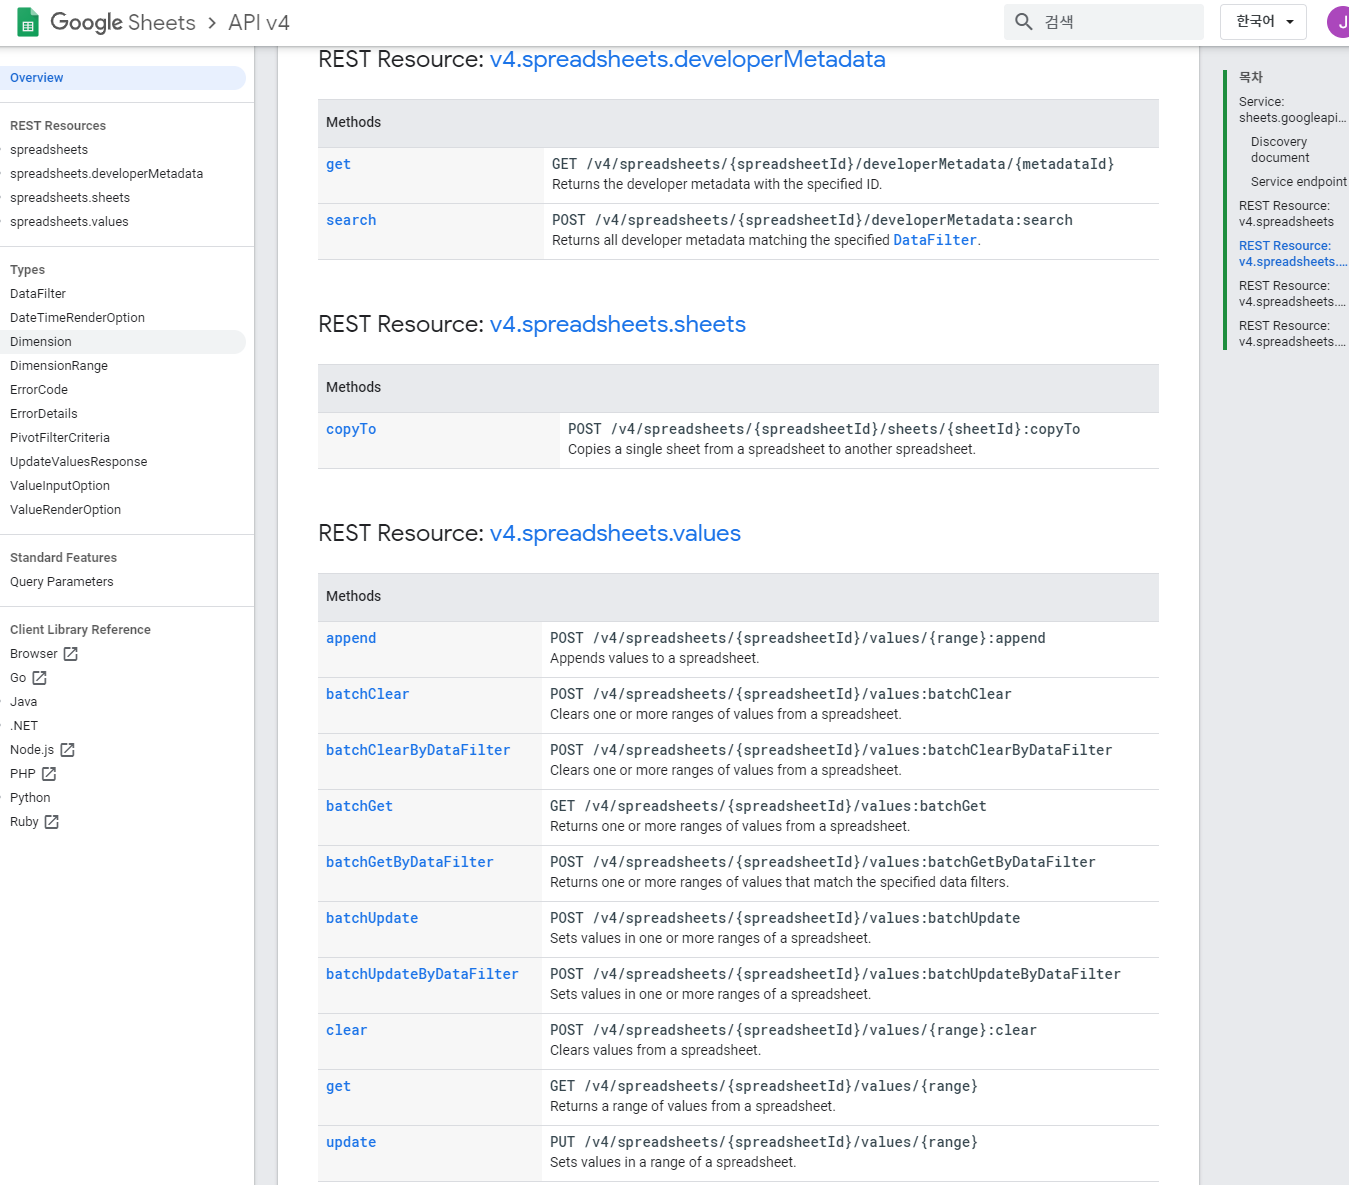 Google Sheets > API v4
검색
한국어
J
Overview
REST Resources
spreadsheets
spreadsheets.developerMetadata
spreadsheets.sheets
spreadsheets.values
Types
DataFilter
DateTimeRenderOption
Dimension
DimensionRange
ErrorCode
ErrorDetails
PivotFilterCriteria
UpdateValuesResponse
ValueInputOption
ValueRenderOption
Standard Features
Query Parameters
Client Library Reference
Browser
Go
Java
.NET
Node.js
PHP
Python
Ruby
REST Resource: v4.spreadsheets.developerMetadata
Methods
get
GET /v4/spreadsheets/{spreadsheetId}/developerMetadata/{metadataId}
Returns the developer metadata with the specified ID.
search
POST /v4/spreadsheets/{spreadsheetId}/developerMetadata:search
Returns all developer metadata matching the specified DataFilter.
REST Resource: v4.spreadsheets.sheets
Methods
copyTo
POST /v4/spreadsheets/{spreadsheetId}/sheets/{sheetId}:copyTo
Copies a single sheet from a spreadsheet to another spreadsheet.
REST Resource: v4.spreadsheets.values
Methods
append
POST /v4/spreadsheets/{spreadsheetId}/values/{range}:append
Appends values to a spreadsheet.
batchClear
POST /v4/spreadsheets/{spreadsheetId}/values:batchClear
Clears one or more ranges of values from a spreadsheet.
batchClearByDataFilter
POST /v4/spreadsheets/{spreadsheetId}/values:batchClearByDataFilter
Clears one or more ranges of values from a spreadsheet.
batchGet
GET /v4/spreadsheets/{spreadsheetId}/values:batchGet
Returns one or more ranges of values from a spreadsheet.
batchGetByDataFilter
POST /v4/spreadsheets/{spreadsheetId}/values:batchGetByDataFilter
Returns one or more ranges of values that match the specified data filters.
batchUpdate
POST /v4/spreadsheets/{spreadsheetId}/values:batchUpdate
Sets values in one or more ranges of a spreadsheet.
batchUpdateByDataFilter
POST /v4/spreadsheets/{spreadsheetId}/values:batchUpdateByDataFilter
Sets values in one or more ranges of a spreadsheet.
clear
POST /v4/spreadsheets/{spreadsheetId}/values/{range}:clear
Clears values from a spreadsheet.
get
GET /v4/spreadsheets/{spreadsheetId}/values/{range}
Returns a range of values from a spreadsheet.
update
PUT /v4/spreadsheets/{spreadsheetId}/values/{range}
Sets values in a range of a spreadsheet.
목차
Service:
sheets.googleapi...
Discovery
document
Service endpoint
REST Resource:
v4.spreadsheets
REST Resource:
v4.spreadsheets....
REST Resource:
v4.spreadsheets....
REST Resource:
v4.spreadsheets....